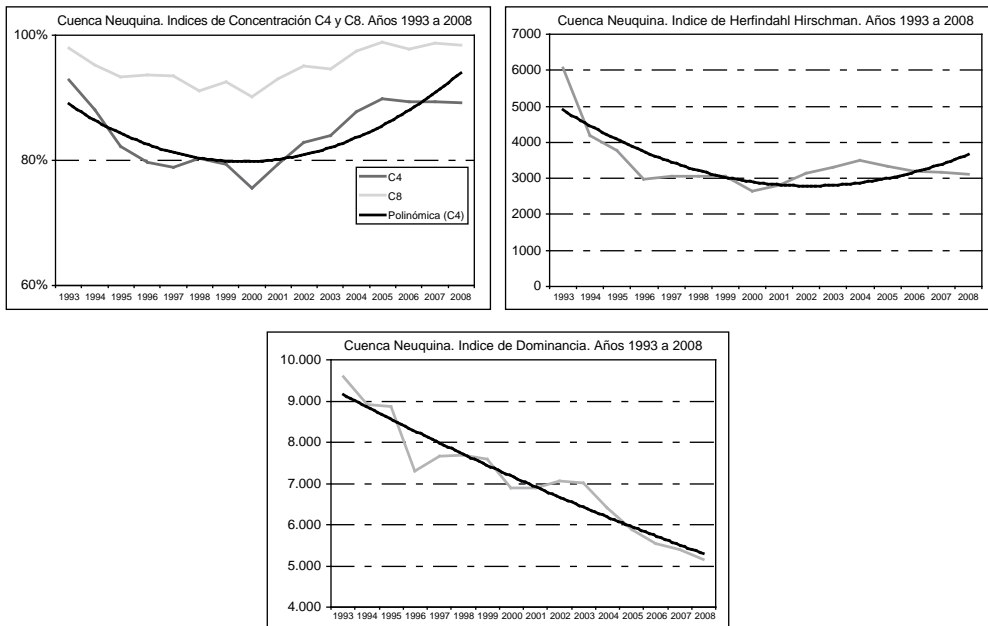 Cuenca Neuquina. Indices de Concentración C4 y C8. Años 1993 a 2008
100%
80%
60%
C4
C8
Polinómica (C4)
1993 1994 1995 1996 1997 1998 1999 2000 2001 2002 2003 2004 2005 2006 2007 2008
Cuenca Neuquina. Indice de Herfindahl Hirschman. Años 1993 a 2008
7000
6000
5000
4000
3000
2000
1000
0
1993 1994 1995 1996 1997 1998 1999 2000 2001 2002 2003 2004 2005 2006 2007 2008
Cuenca Neuquina. Indice de Dominancia. Años 1993 a 2008
10.000
9.000
8.000
7.000
6.000
5.000
4.000
1993 1994 1995 1996 1997 1998 1999 2000 2001 2002 2003 2004 2005 2006 2007 2008